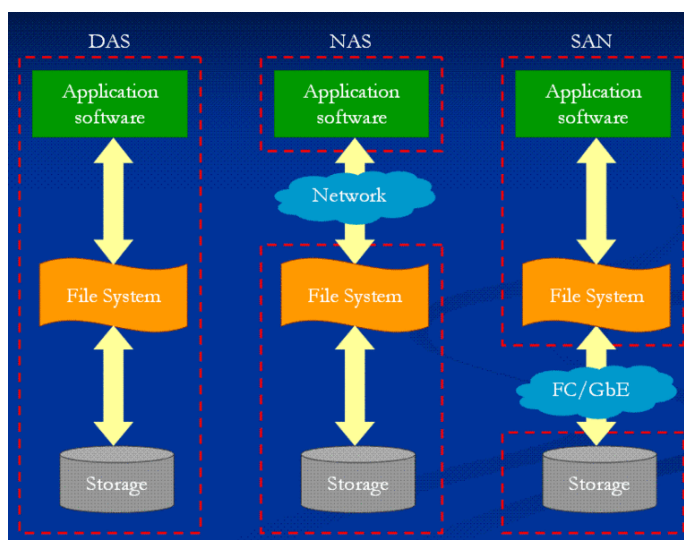 DAS
NAS
SAN
Application
software
Application
software
Application
software
Network
File System
File System
File System
FC/GbE
Storage
Storage
Storage